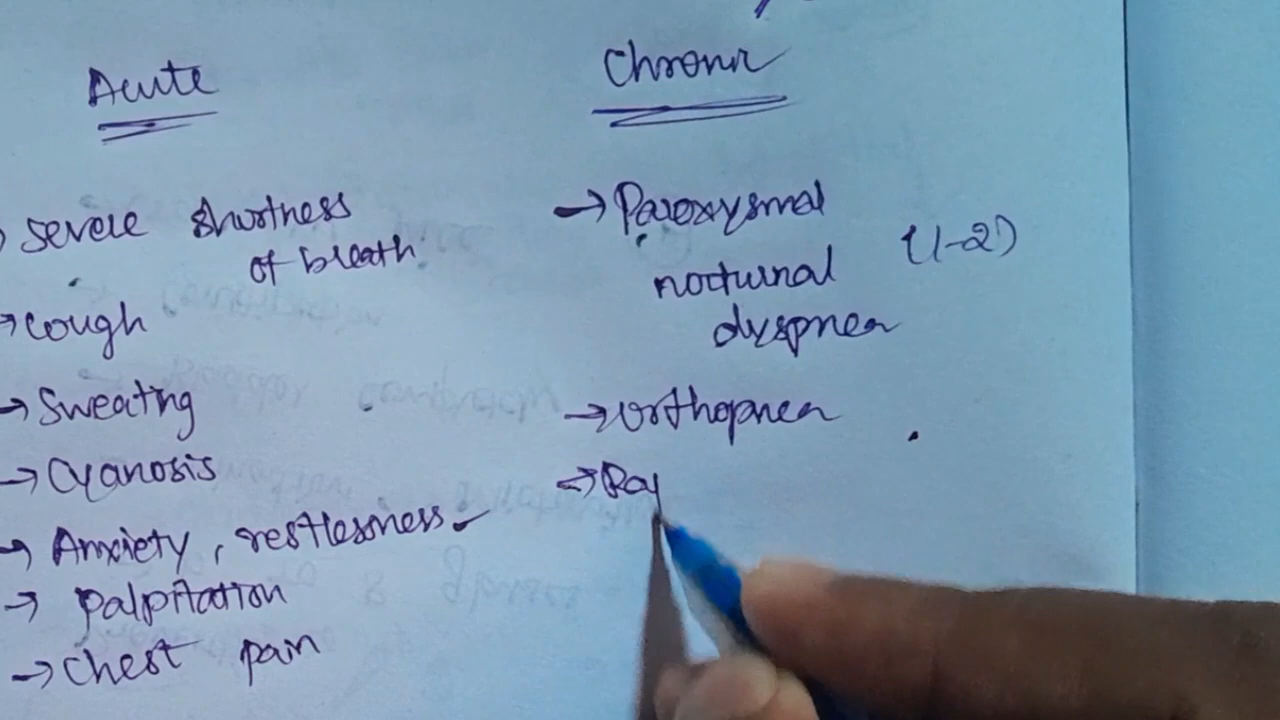 Acute
severe shortness
of breath
→ cough
→ Sweating
→ Cyanosis
→ Anxiety, restlessness
→ palpitation
→ chest pain
Chronic
→ Paroxysmal
nocturnal (1-2)
dyspnea
→ orthopnea
→ Ra